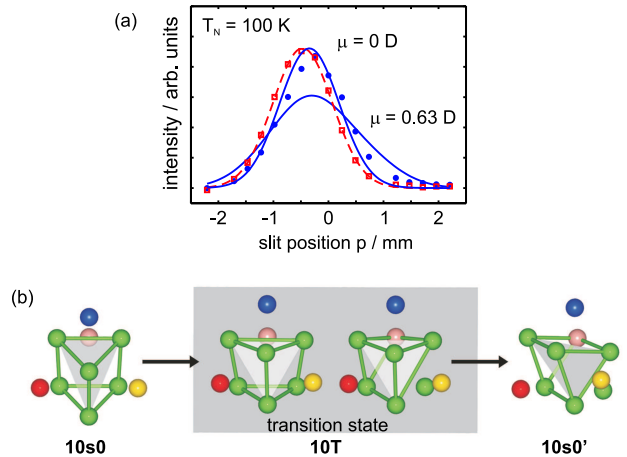 (a)
T_N = 100 K
μ = 0 D
μ = 0.63 D
intensity / arb. units
-2 -1 0 1 2
slit position p / mm
(b)
transition state
10s0 10T 10s0'